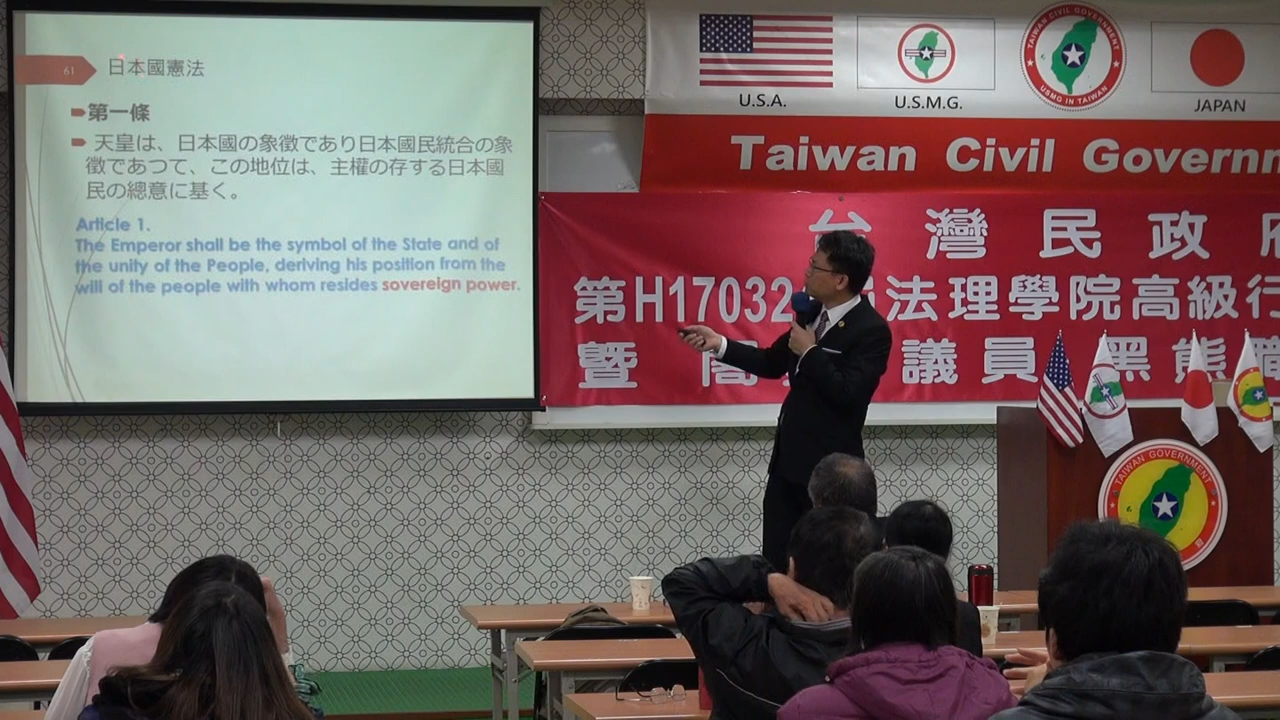 61
日本國憲法
第一條
天皇は、日本國の象徴であり日本國民統合の象
徴であつて、この地位は、主權の存する日本國
民の總意に基く。
Article 1.
The Emperor shall be the symbol of the State and of
the unity of the People, deriving his position from the
will of the people with whom resides sovereign power.
U.S.A.
U.S.M.G.
TAIWAN CIVIL GOVERNMENT
USMG IN TAIWAN
JAPAN
Taiwan Civil Governm
台灣民政府
第H17032 法理學院高級行
暨 議員 黑熊職
TAIWAN GOVERNMENT